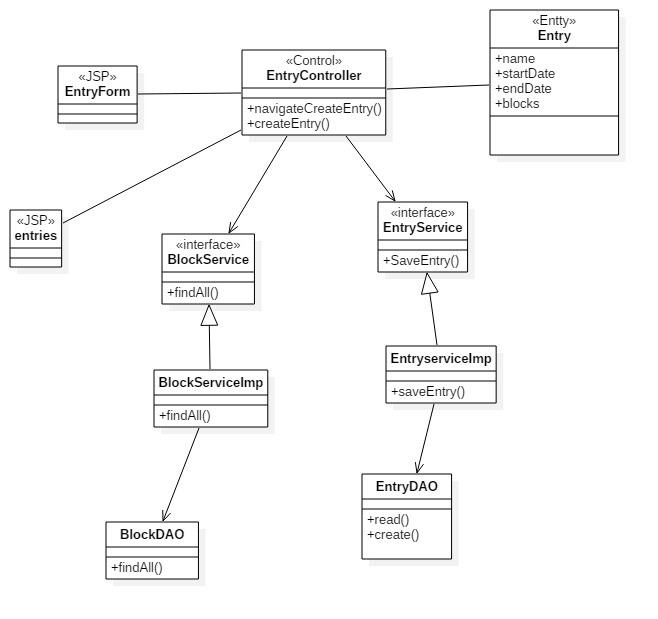 «JSP»
EntryForm
«Control»
EntryController
+navigateCreateEntry()
+createEntry()
«Entty»
Entry
+name
+startDate
+endDate
+blocks
«JSP»
entries
«interface»
BlockService
+findAll()
«interface»
EntryService
+SaveEntry()
BlockServiceImp
+findAll()
EntryserviceImp
+saveEntry()
BlockDAO
+findAll()
EntryDAO
+read()
+create()